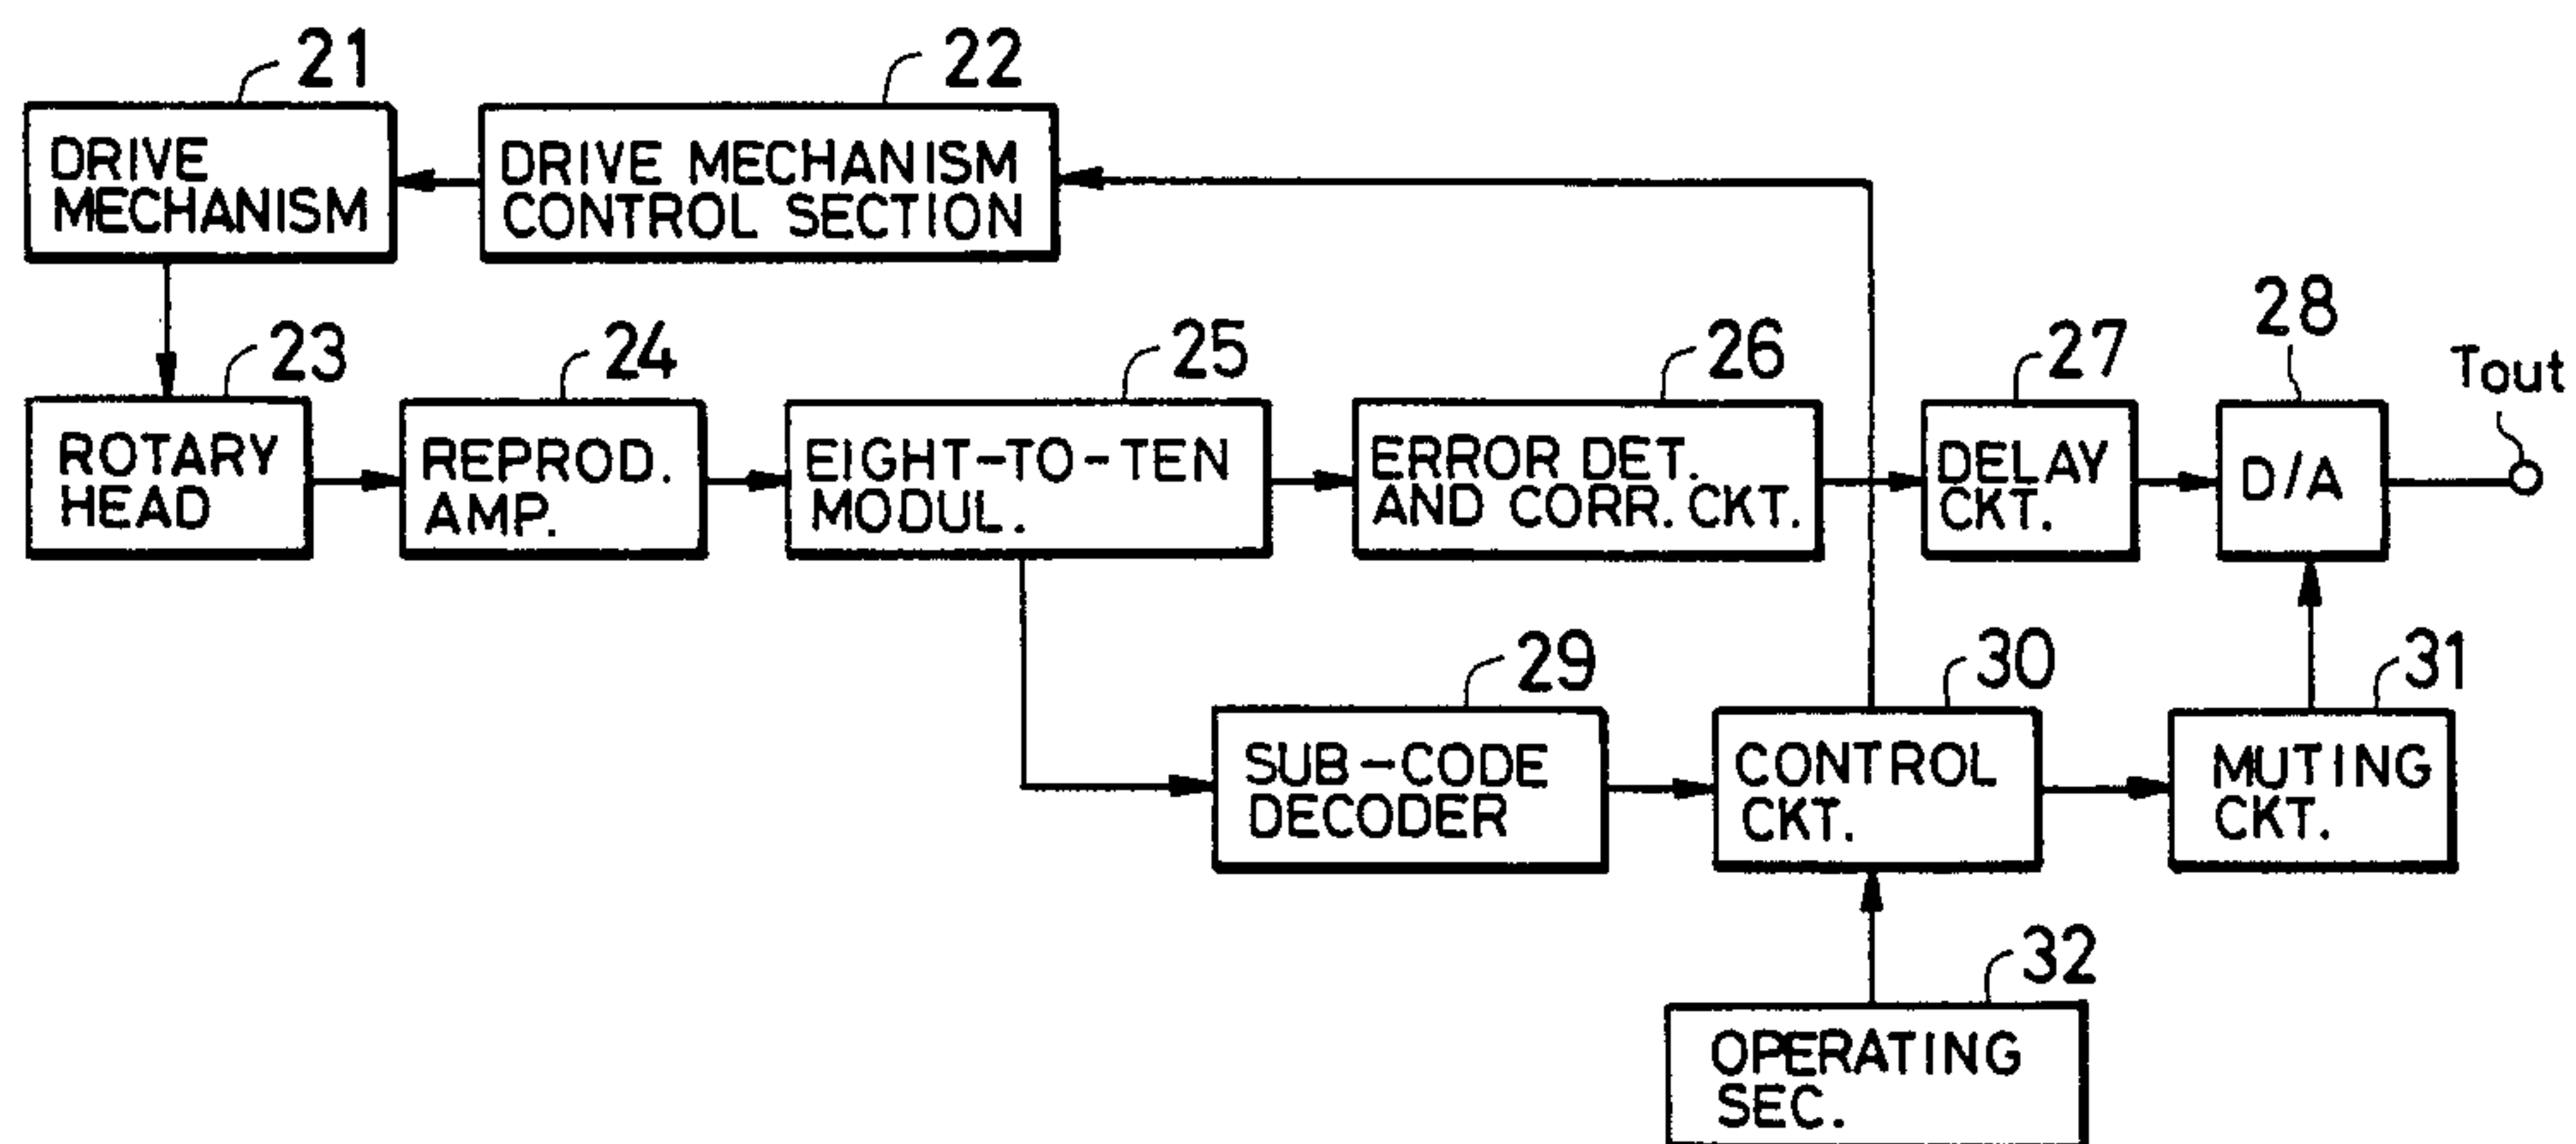 21
22
DRIVE
MECHANISM
DRIVE MECHANISM
CONTROL SECTION
23
24
25
26
27
28
Tout
ROTARY
HEAD
REPROD.
AMP.
EIGHT-TO-TEN
MODUL.
ERROR DET.
AND CORR. CKT.
DELAY
CKT.
D/A
29
30
31
SUB-CODE
DECODER
CONTROL
CKT.
MUTING
CKT.
32
OPERATING
SEC.